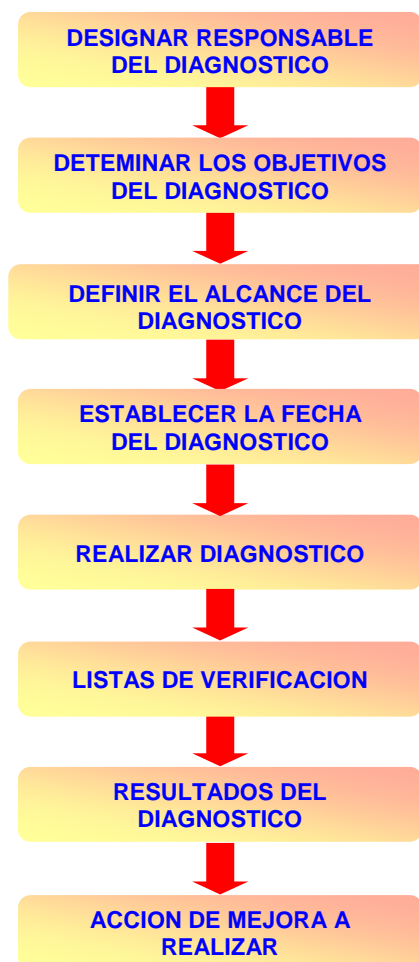 DESIGNAR RESPONSABLE
DEL DIAGNOSTICO
DETEMINAR LOS OBJETIVOS
DEL DIAGNOSTICO
DEFINIR EL ALCANCE DEL
DIAGNOSTICO
ESTABLECER LA FECHA
DEL DIAGNOSTICO
REALIZAR DIAGNOSTICO
LISTAS DE VERIFICACION
RESULTADOS DEL
DIAGNOSTICO
ACCION DE MEJORA A
REALIZAR